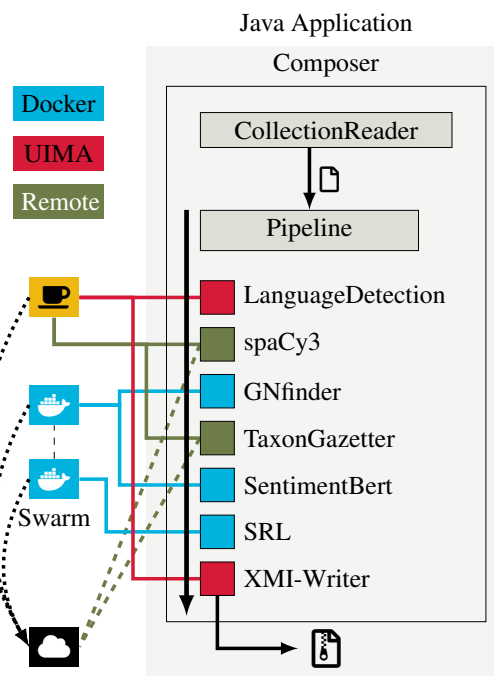 Java Application
Composer
Docker
UIMA
Remote
CollectionReader
Pipeline
LanguageDetection
spaCy3
GNfinder
TaxonGazetter
SentimentBert
Swarm
SRL
XMI-Writer